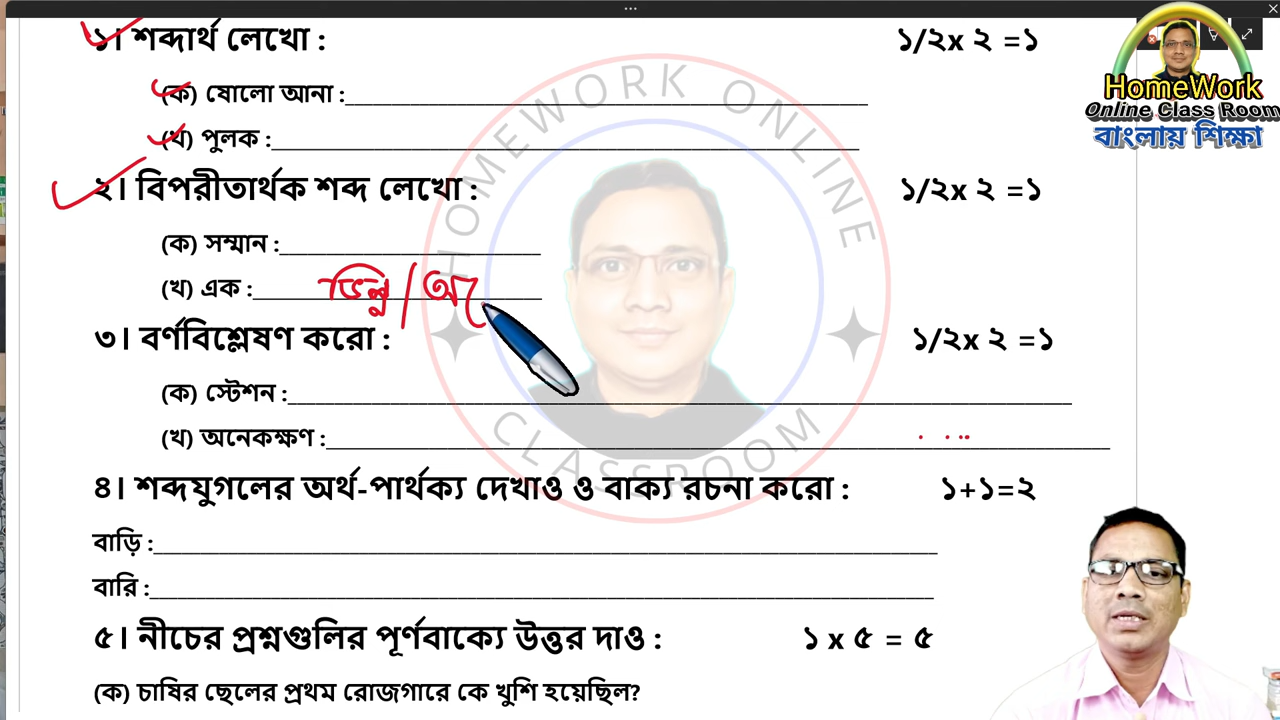 ১। শব্দার্থ লেখো : ১/২x ২ =১
HomeWork
Online Class Room
বাংলায় শিক্ষা
(ক) ষোলো আনা :
(খ) পুলক :
২। বিপরীতার্থক শব্দ লেখো : ১/২x ২ =১
(ক) সম্মান :
(খ) এক : ভিন্ন /
৩। বর্ণবিশ্লেষণ করো : ১/২x ২ =১
(ক) স্টেশন :
(খ) অনেকক্ষণ :
৪। শব্দযুগলের অর্থ-পার্থক্য দেখাও ও বাক্য রচনা করো : ১+১=২
বাড়ি :
বারি :
৫। নীচের প্রশ্নগুলির পূর্ণবাক্যে উত্তর দাও : ১ x ৫ = ৫
(ক) চাষির ছেলের প্রথম রোজগারে কে খুশি হয়েছিল?
HOMEWORK ONLINE
CLASSROOM